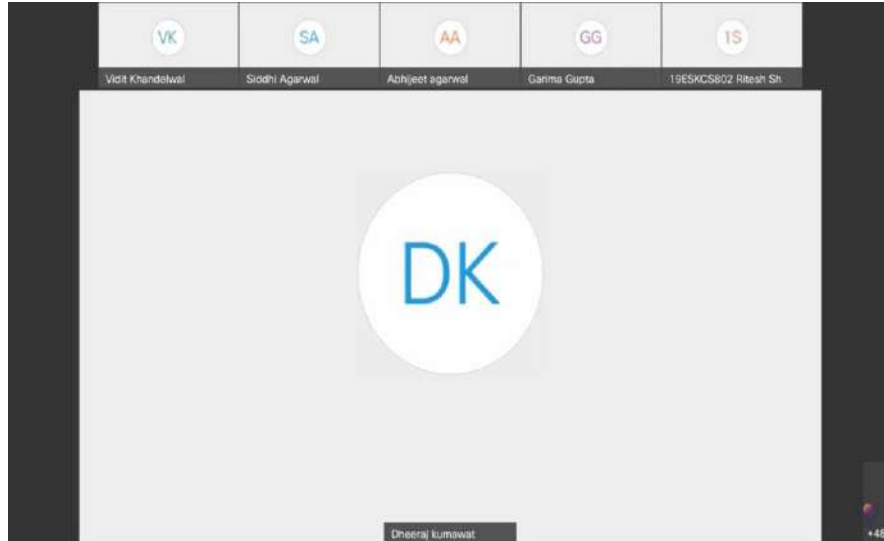 VK SA AA GG 1S
Vidit Khandelwal Siddhi Agarwal Abhijeet agarwal Garima Gupta 19ESKCS802 Ritesh Sh
DK
Dheeraj kumawat
+48